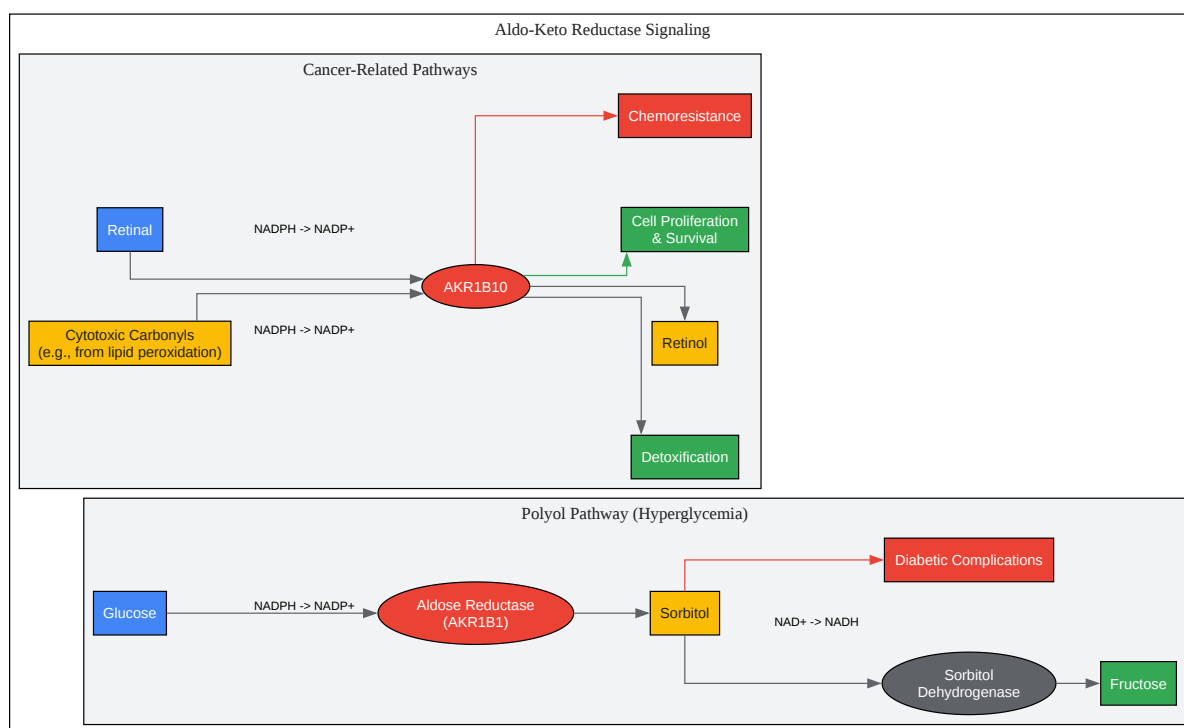 Aldo-Keto Reductase Signaling
Cancer-Related Pathways
Chemoresistance
Retinal
NADPH -> NADP+
Cell Proliferation
& Survival
AKR1B10
Cytotoxic Carbonyls
(e.g., from lipid peroxidation)
NADPH -> NADP+
Retinol
Detoxification
Polyol Pathway (Hyperglycemia)
Diabetic Complications
Glucose
NADPH -> NADP+
Aldose Reductase
(AKR1B1)
Sorbitol
NAD+ -> NADH
Sorbitol
Dehydrogenase
Fructose